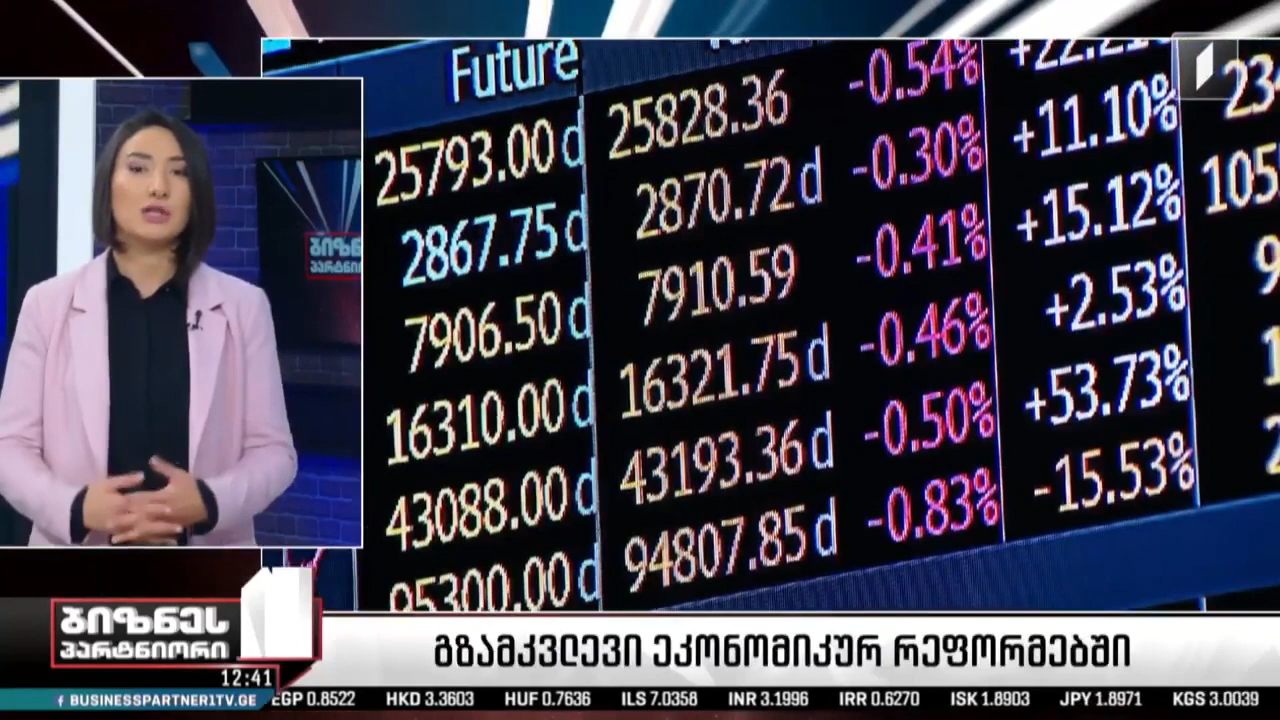 Future
25793.00 d
25828.36
-0.54%
2867.75 d
2870.72 d
-0.30%
+11.10%
7906.50 d
7910.59
-0.41%
+15.12%
16310.00 d
16321.75 d
-0.46%
+2.53%
43088.00 d
43193.36 d
-0.50%
+53.73%
95300.00 d
94807.85 d
-0.83%
-15.53%
ბიზნეს
პარტნიორი
12:41
გზამკვლევი ეკონომიკურ რეფორმებში
BUSINESSPARTNER1TV.GE
EGP 0.8522 HKD 3.3603 HUF 0.7636 ILS 7.0358 INR 3.1996 IRR 0.6270 ISK 1.8903 JPY 1.8971 KGS 3.0039